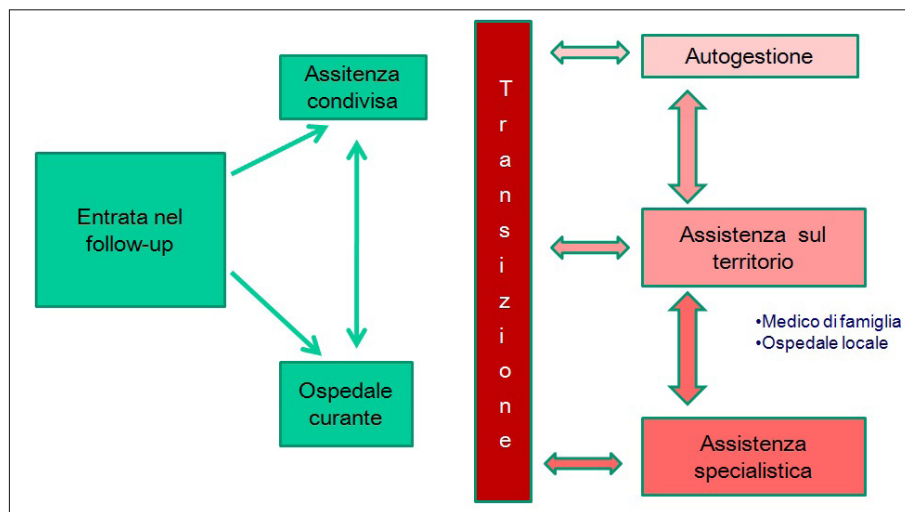 Assitenza
condivisa
Entrata nel
follow-up
Ospedale
curante
Transizione
Autogestione
Assistenza sul
territorio
•Medico di famiglia
•Ospedale locale
Assistenza
specialistica